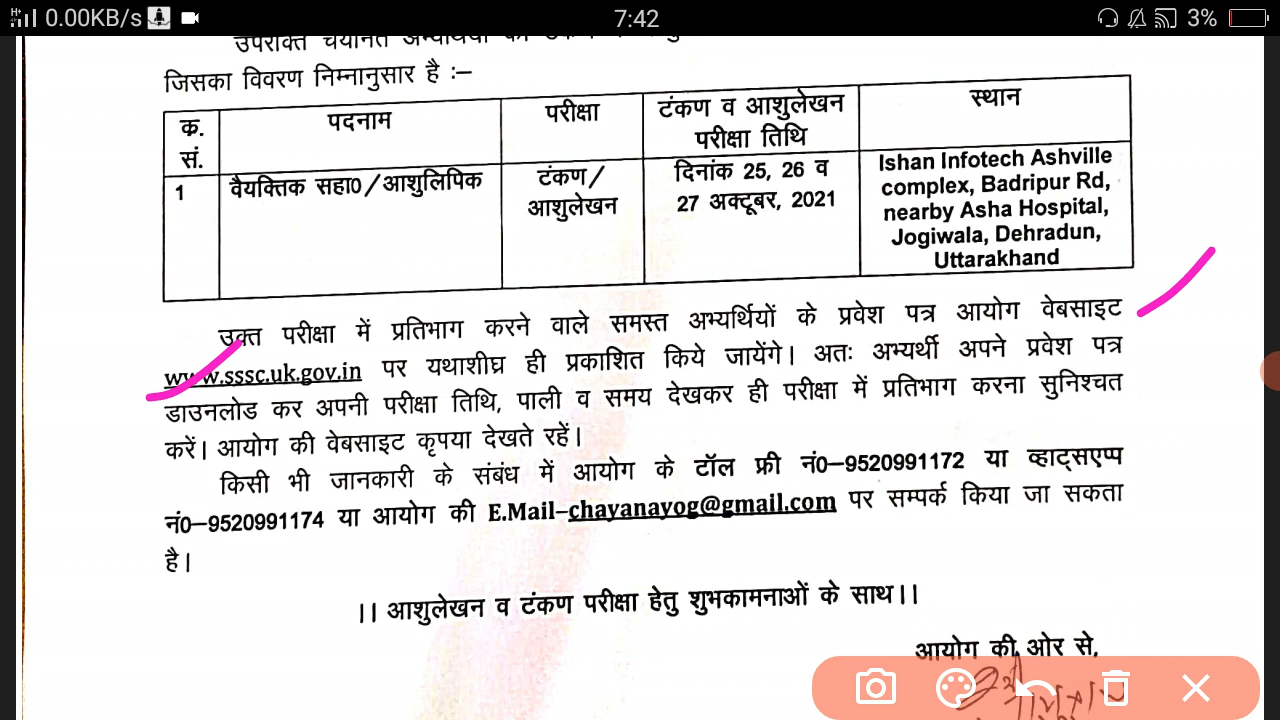 H+ 0.00KB/s 7:42 3%
जिसका विवरण निम्नानुसार है :–
क. सं. पदनाम परीक्षा टंकण व आशुलेखन परीक्षा तिथि स्थान
1 वैयक्तिक सहा0/आशुलिपिक टंकण/ आशुलेखन दिनांक 25, 26 व 27 अक्टूबर, 2021 Ishan Infotech Ashville complex, Badripur Rd, nearby Asha Hospital, Jogiwala, Dehradun, Uttarakhand
उक्त परीक्षा में प्रतिभाग करने वाले समस्त अभ्यर्थियों के प्रवेश पत्र आयोग वेबसाइट
www.sssc.uk.gov.in पर यथाशीघ्र ही प्रकाशित किये जायेंगे। अतः अभ्यर्थी अपने प्रवेश पत्र
डाउनलोड कर अपनी परीक्षा तिथि, पाली व समय देखकर ही परीक्षा में प्रतिभाग करना सुनिश्चत
करें। आयोग की वेबसाइट कृपया देखते रहें।
किसी भी जानकारी के संबंध में आयोग के टॉल फ्री नं0–9520991172 या व्हाट्सएप्प
नं0–9520991174 या आयोग की E.Mail–chayanayog@gmail.com पर सम्पर्क किया जा सकता
है।
।। आशुलेखन व टंकण परीक्षा हेतु शुभकामनाओं के साथ।।
आयोग की ओर से,